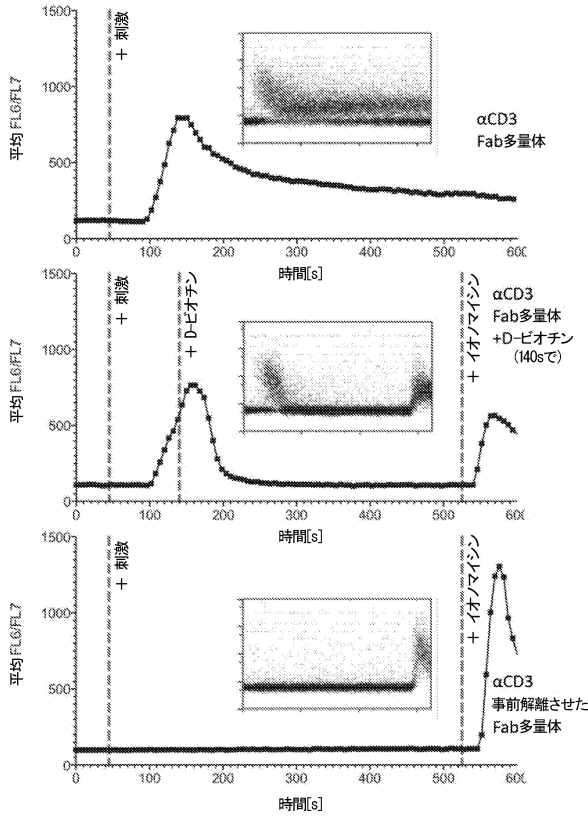 1500
1000
500
0
平均 FL6/FL7
+ 刺激
αCD3
Fab多量体
0
100
200
300
400
500
600
時間[s]
1500
1000
500
0
平均 FL6/FL7
+ 刺激
+ D-ビオチン
+ イオノマイシン
αCD3
Fab多量体
+D-ビオチン
(140sで)
0
100
200
300
400
500
600
時間[s]
1500
1000
500
0
平均 FL6/FL7
+ 刺激
+ イオノマイシン
αCD3
事前解離させた
Fab多量体
0
100
200
300
400
500
600
時間[s]